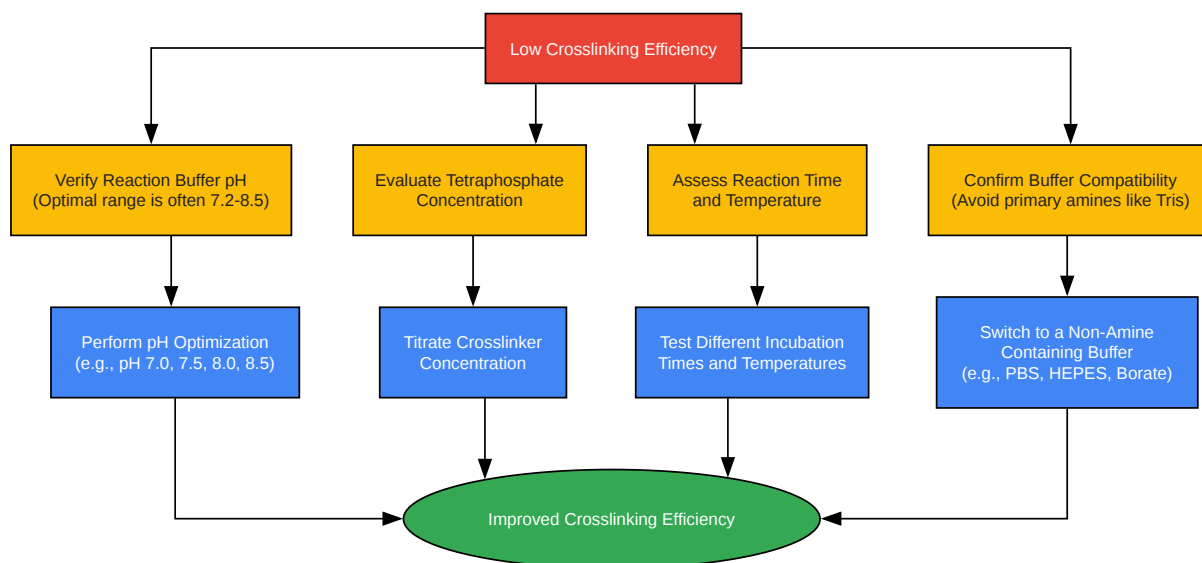 Low Crosslinking Efficiency
Verify Reaction Buffer pH
(Optimal range is often 7.2-8.5)
Evaluate Tetraphosphate
Concentration
Assess Reaction Time
and Temperature
Confirm Buffer Compatibility
(Avoid primary amines like Tris)
Perform pH Optimization
(e.g., pH 7.0, 7.5, 8.0, 8.5)
Titrate Crosslinker
Concentration
Test Different Incubation
Times and Temperatures
Switch to a Non-Amine
Containing Buffer
(e.g., PBS, HEPES, Borate)
Improved Crosslinking Efficiency